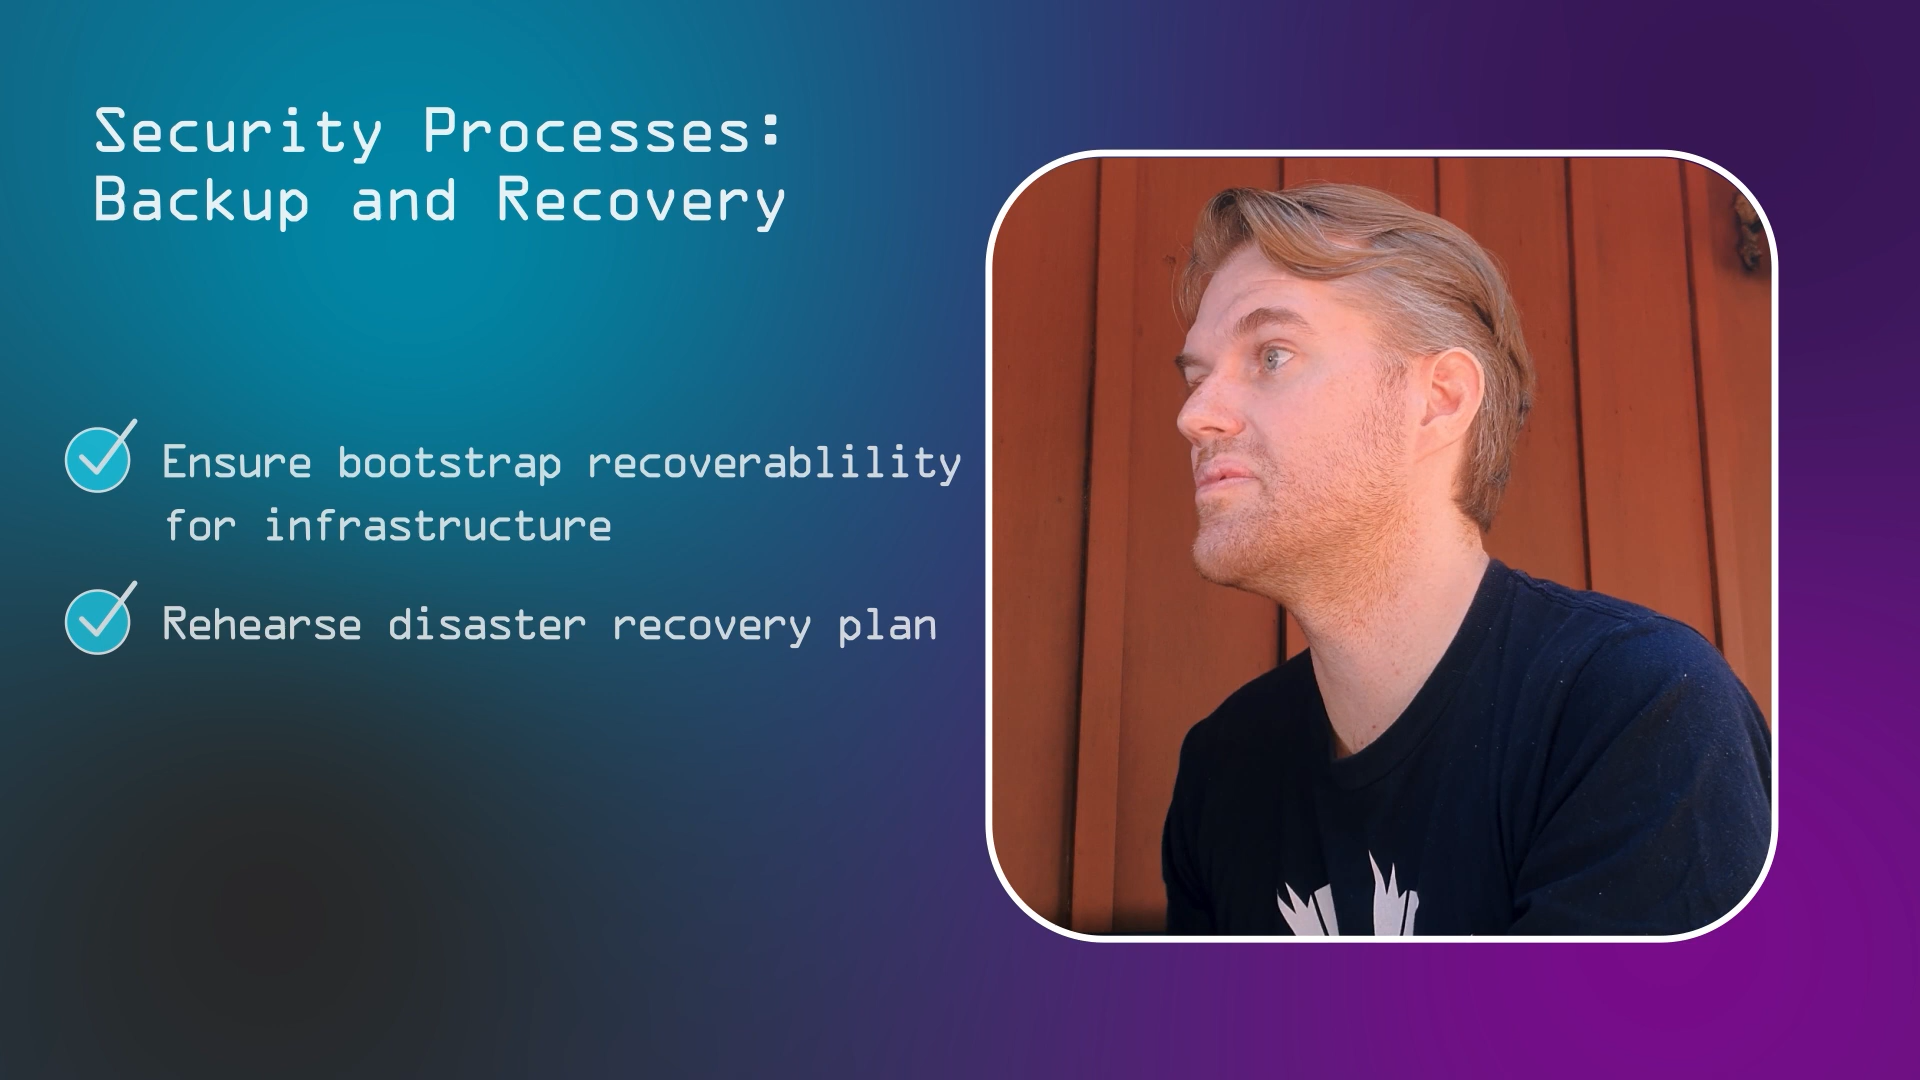 Security Processes:
Backup and Recovery
Ensure bootstrap recoverablility
for infrastructure
Rehearse disaster recovery plan